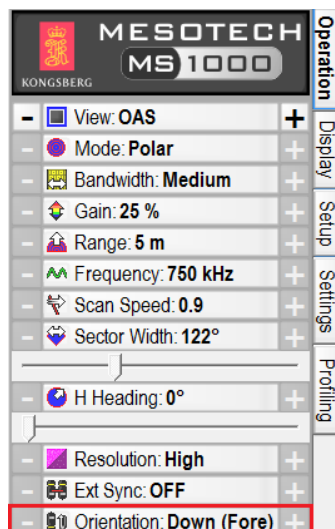 MESOTECH
MS 1000
KONGSBERG
- View: OAS +
- Mode: Polar +
- Bandwidth: Medium +
- Gain: 25 % +
- Range: 5 m +
- Frequency: 750 kHz +
- Scan Speed: 0.9 +
- Sector Width: 122° +
- H Heading: 0° +
- Resolution: High +
- Ext Sync: OFF +
- Orientation: Down (Fore) +
Operation
Display
Setup
Settings
Profiling